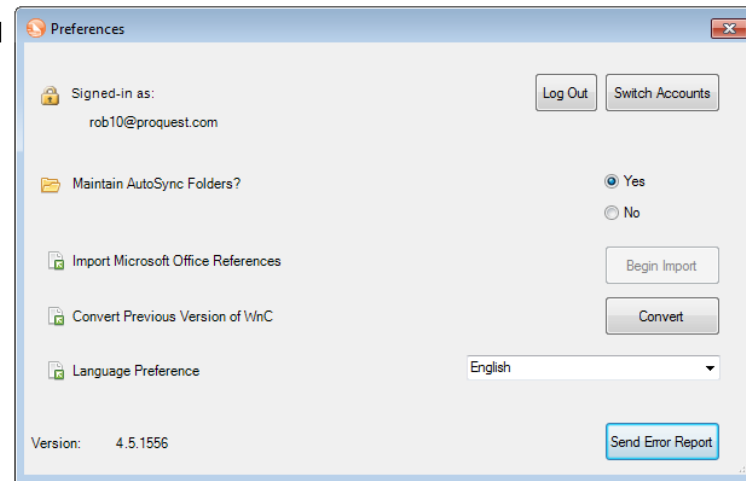 Preferences
Signed-in as:
Log Out
Switch Accounts
rob10@proquest.com
Maintain AutoSync Folders?
Yes
No
Import Microsoft Office References
Begin Import
Convert Previous Version of WnC
Convert
Language Preference
English
Version: 4.5.1556
Send Error Report